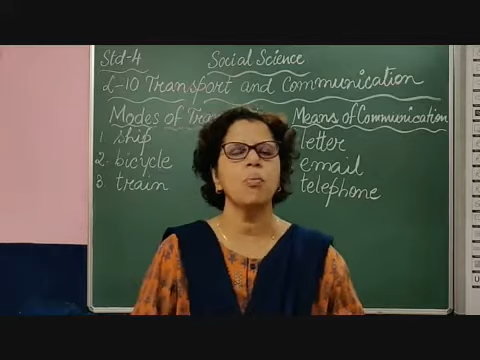 Std-4 Social Science
L-10 Transport and Communication
Modes of Means of Communication
1. ship letter
2. bicycle email
3. train telephone